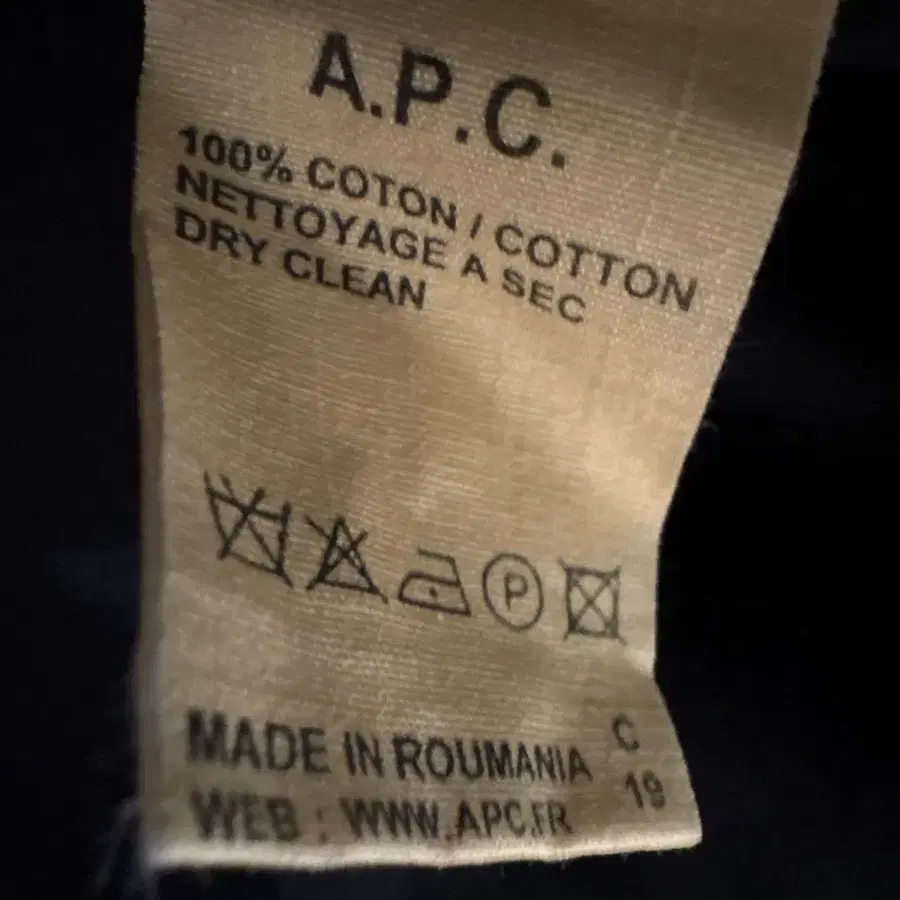 A.P.C.
100% COTON / COTTON
NETTOYAGE A SEC
DRY CLEAN
P
MADE IN ROUMANIA C
WEB : WWW.APC.FR 19